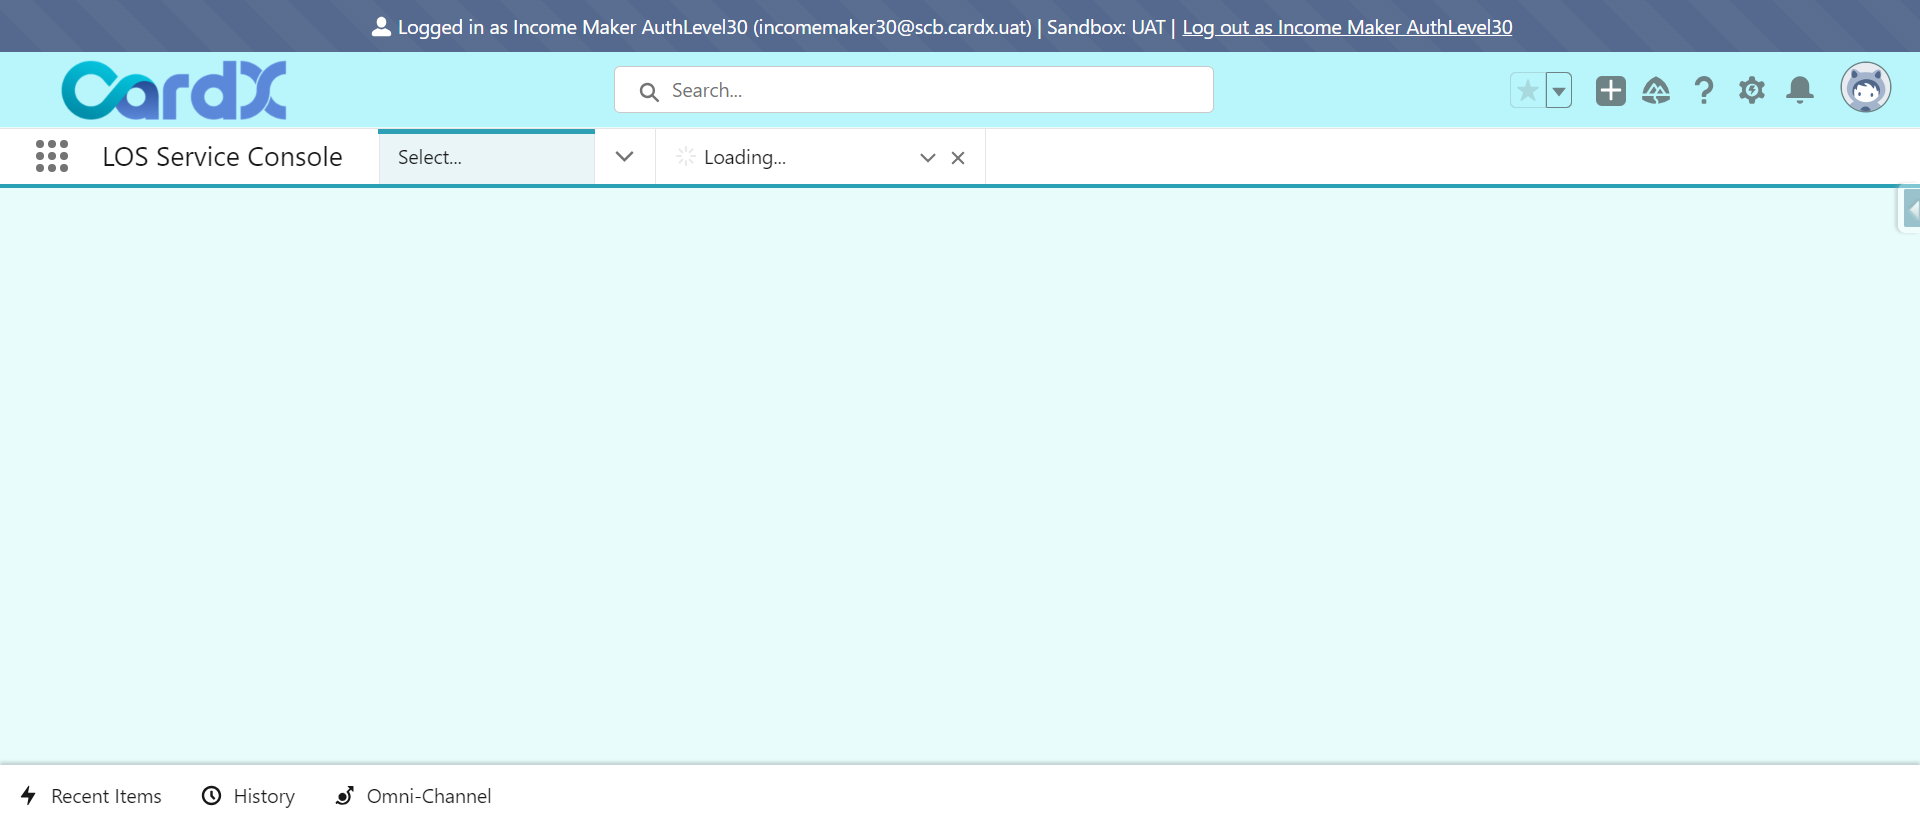 Logged in as Income Maker AuthLevel30 (incomemaker30@scb.cardx.uat) | Sandbox: UAT | Log out as Income Maker AuthLevel30
CardX
Search...
LOS Service Console
Select...
Loading...
Recent Items
History
Omni-Channel